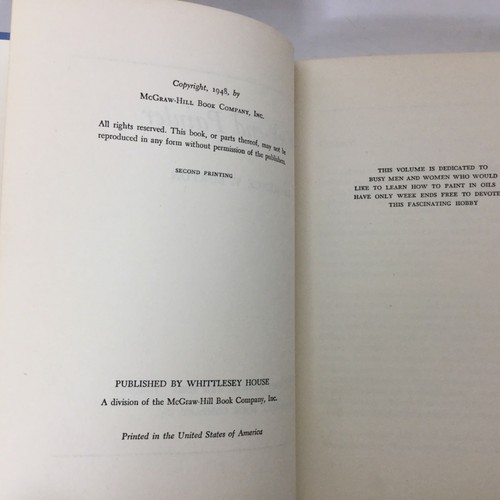 Copyright, 1948, by
McGraw-Hill Book Company, Inc.
All rights reserved. This book, or parts thereof, may not be
reproduced in any form without permission of the publishers.
SECOND PRINTING
PUBLISHED BY WHITTLESEY HOUSE
A division of the McGraw-Hill Book Company, Inc.
Printed in the United States of America
THIS VOLUME IS DEDICATED TO
BUSY MEN AND WOMEN WHO WOULD
LIKE TO LEARN HOW TO PAINT IN OILS
HAVE ONLY WEEK ENDS FREE TO DEVOTE
THIS FASCINATING HOBBY